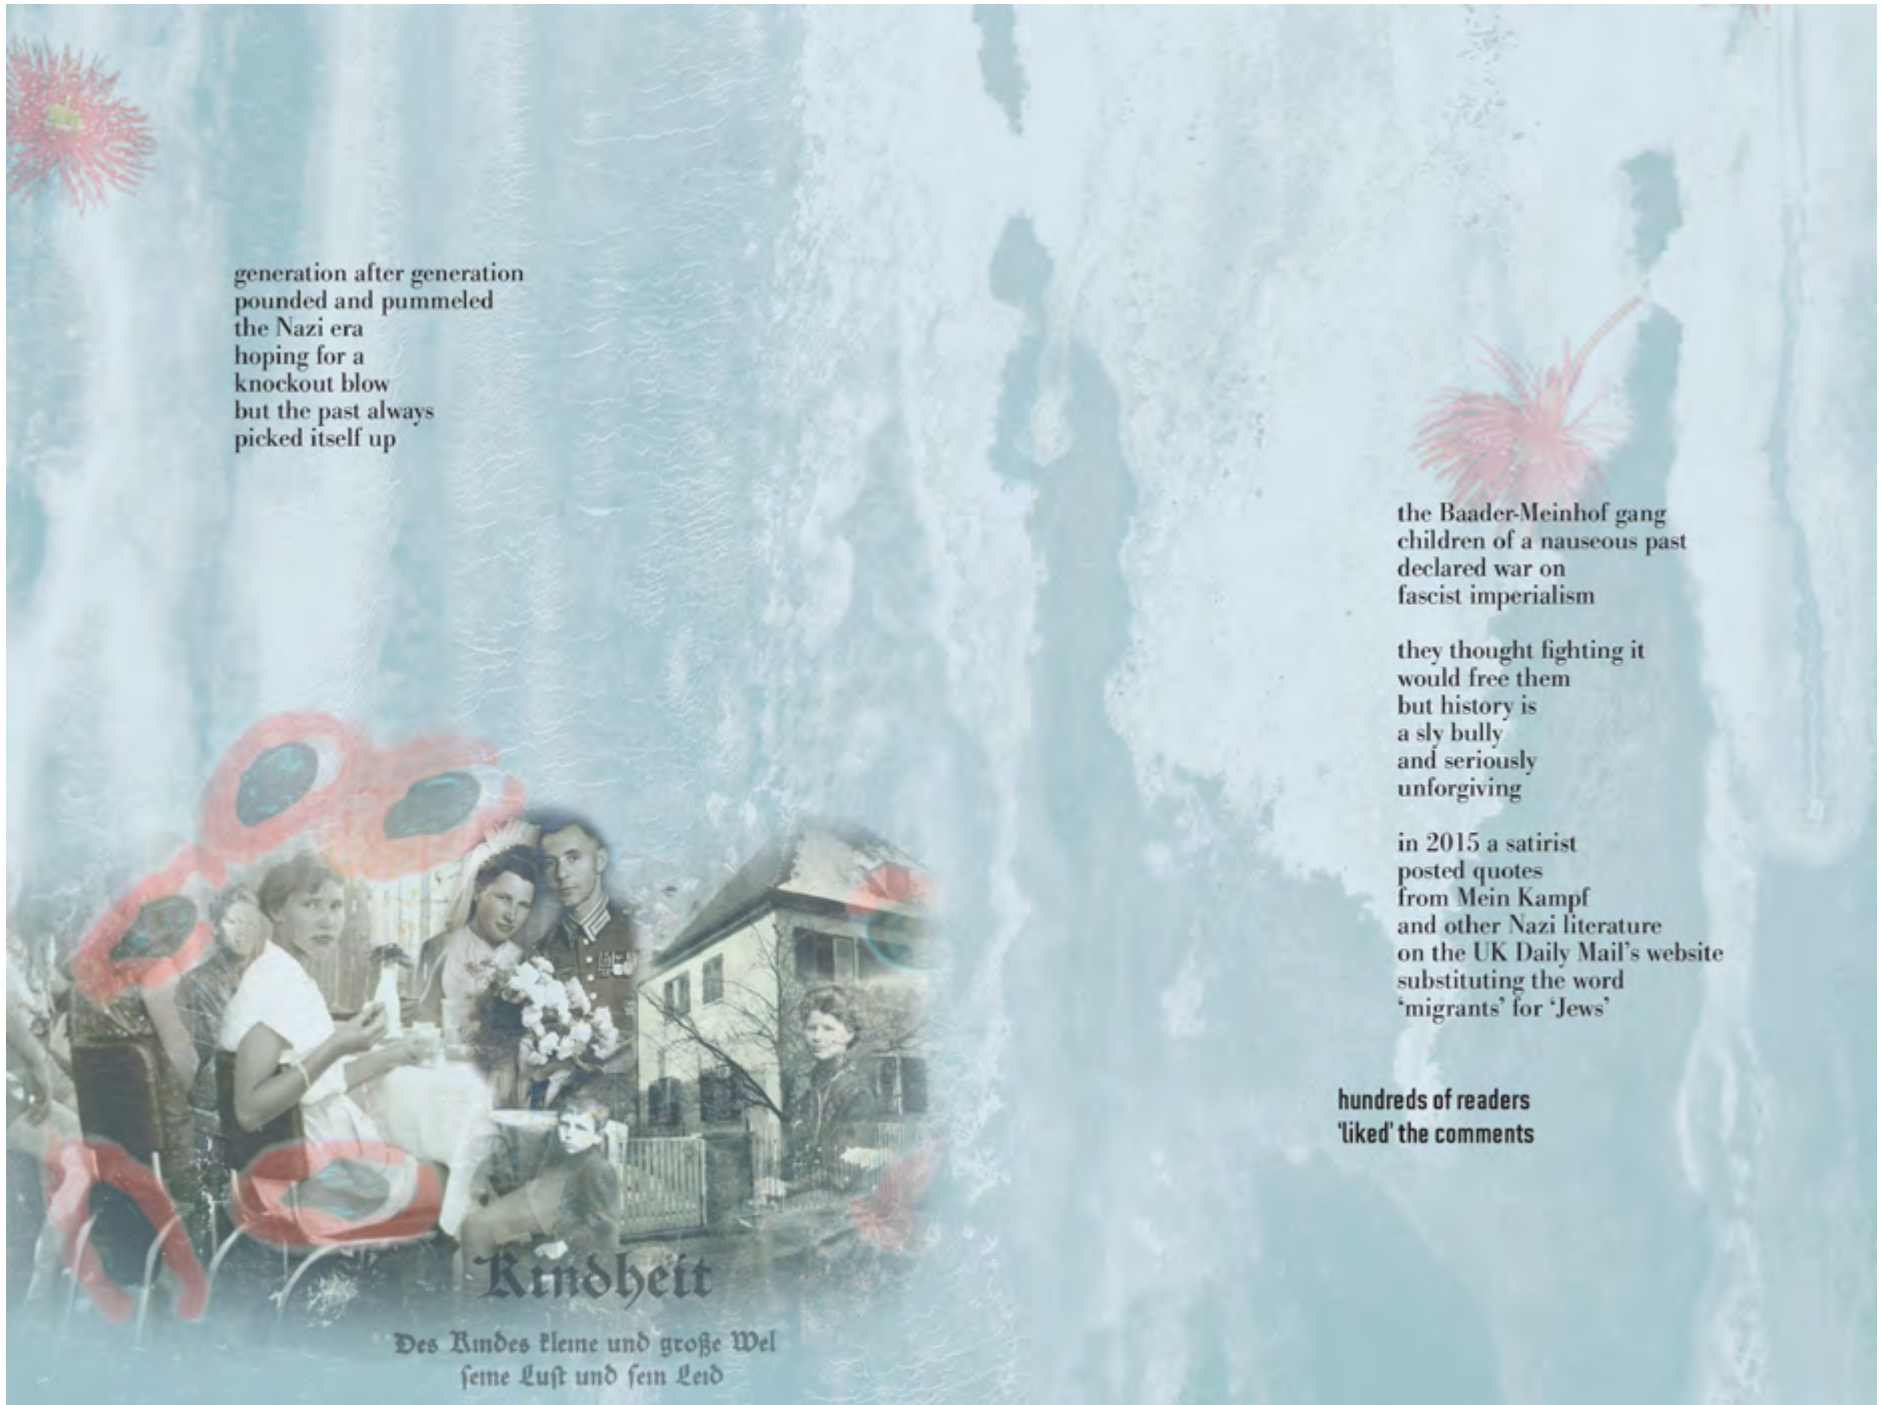 generation after generation
pounded and pummeled
the Nazi era
hoping for a
knockout blow
but the past always
picked itself up
Kindheit
Des Kindes kleine und große Wel
seine Lust und sein Leid
the Baader-Meinhof gang
children of a nauseous past
declared war on
fascist imperialism
they thought fighting it
would free them
but history is
a sly bully
and seriously
unforgiving
in 2015 a satirist
posted quotes
from Mein Kampf
and other Nazi literature
on the UK Daily Mail's website
substituting the word
‘migrants’ for ‘Jews’
hundreds of readers
'liked' the comments